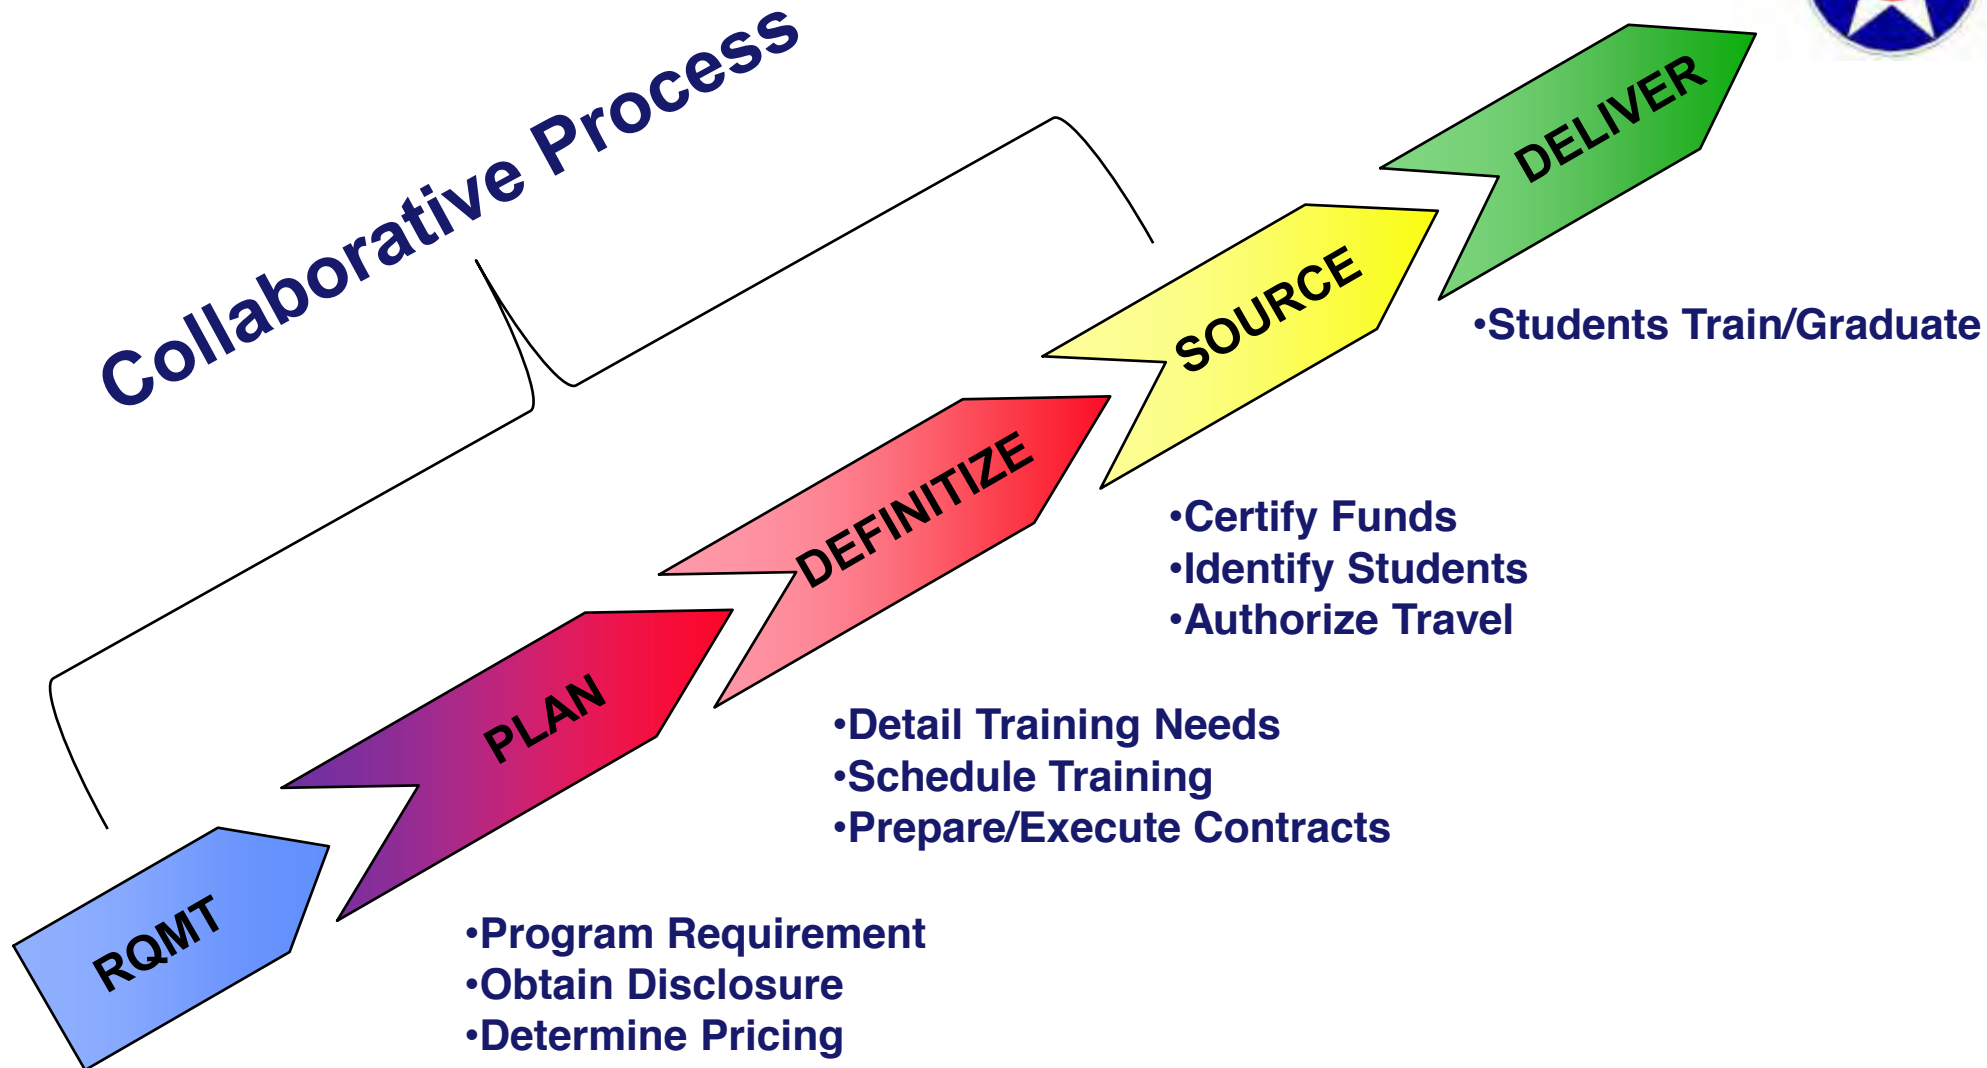 Collaborative Process
DELIVER
•Students Train/Graduate
SOURCE
•Certify Funds
•Identify Students
•Authorize Travel
DEFINITIZE
•Detail Training Needs
•Schedule Training
•Prepare/Execute Contracts
PLAN
•Program Requirement
•Obtain Disclosure
•Determine Pricing
RQMT